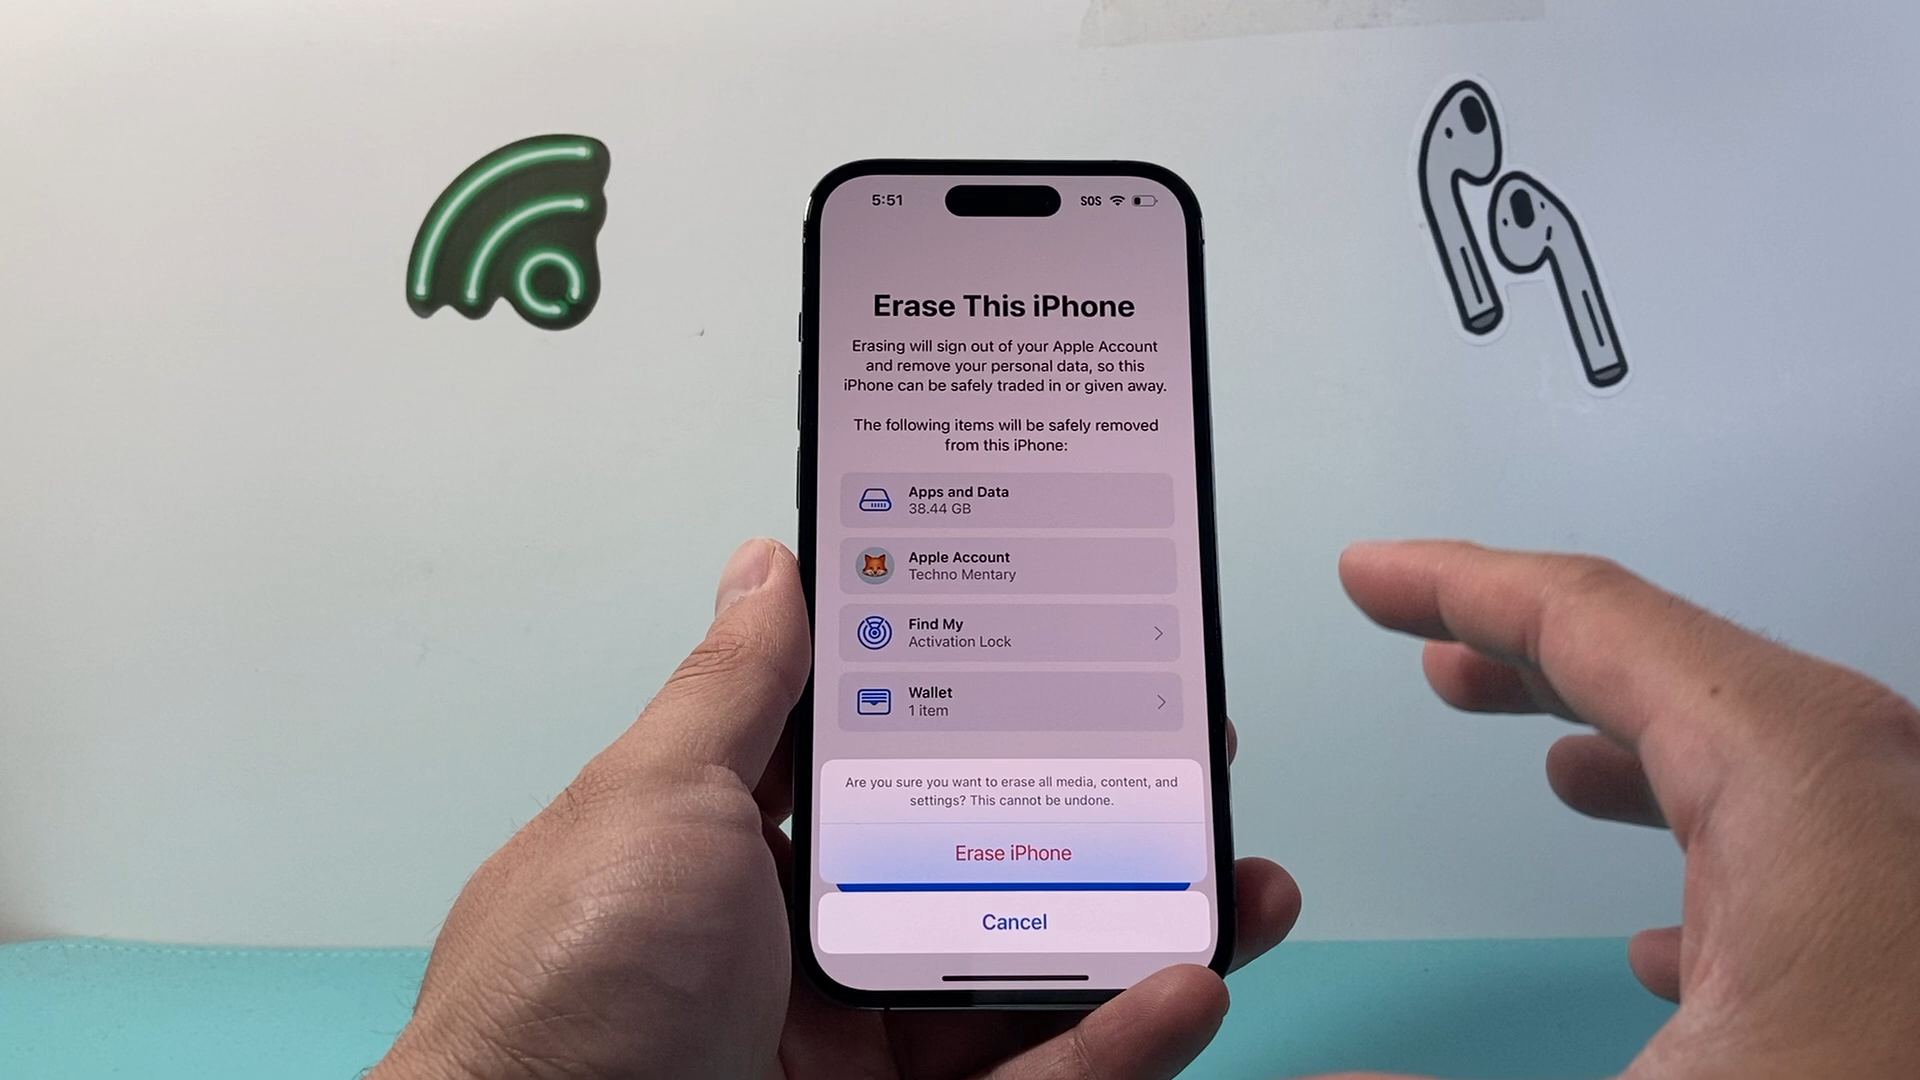 5:51
SOS
Erase This iPhone
Erasing will sign out of your Apple Account
and remove your personal data, so this
iPhone can be safely traded in or given away.
The following items will be safely removed
from this iPhone:
Apps and Data
38.44 GB
Apple Account
Techno Mentary
Find My
Activation Lock
Wallet
1 item
Are you sure you want to erase all media, content, and
settings? This cannot be undone.
Erase iPhone
Cancel